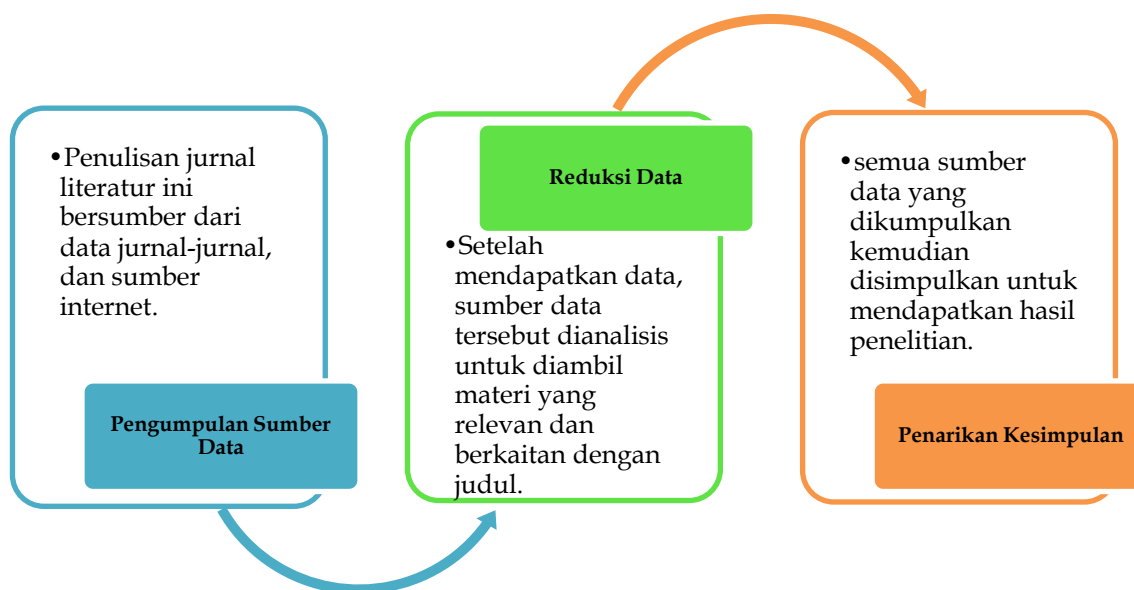 •Penulisan jurnal
literatur ini
bersumber dari
data jurnal-jurnal,
dan sumber
internet.
Pengumpulan Sumber
Data
Reduksi Data
•Setelah
mendapatkan data,
sumber data
tersebut dianalisis
untuk diambil
materi yang
relevan dan
berkaitan dengan
judul.
•semua sumber
data yang
dikumpulkan
kemudian
disimpulkan untuk
mendapatkan hasil
penelitian.
Penarikan Kesimpulan